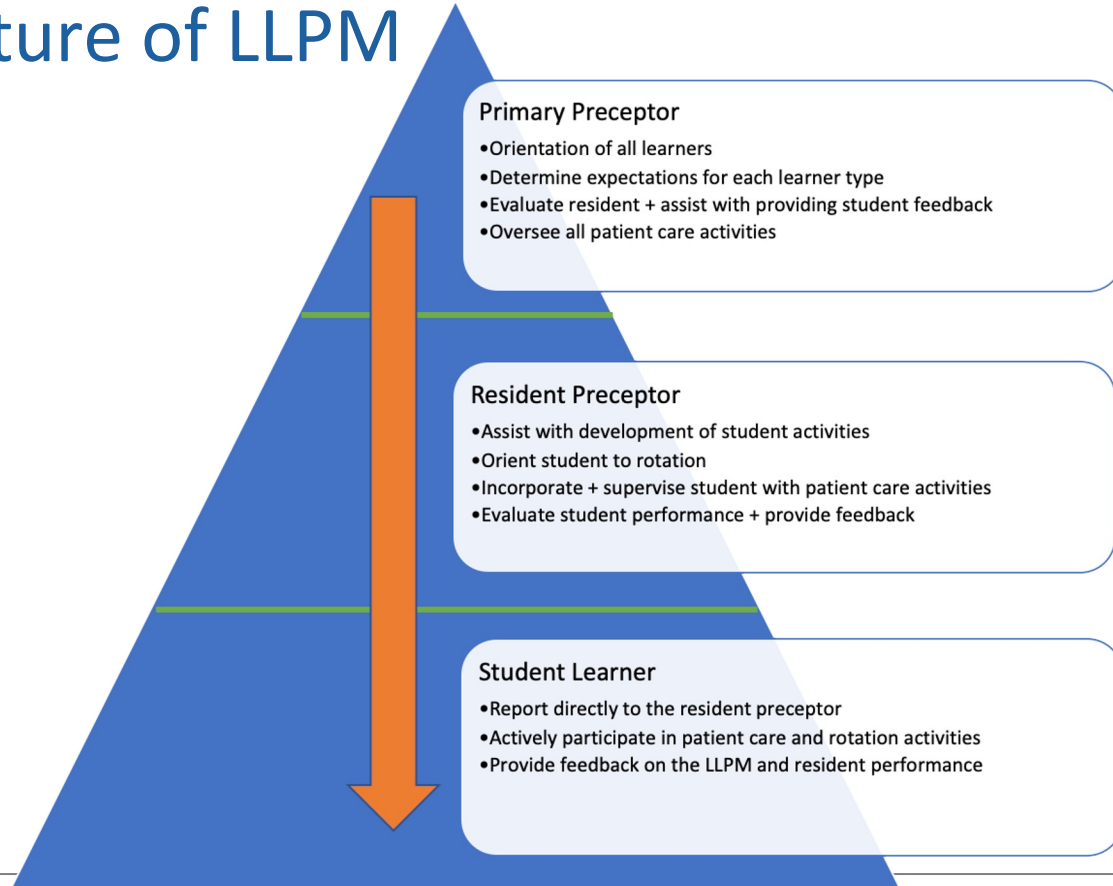 ture of LLPM
Primary Preceptor
•Orientation of all learners
•Determine expectations for each learner type
•Evaluate resident + assist with providing student feedback
•Oversee all patient care activities
Resident Preceptor
•Assist with development of student activities
•Orient student to rotation
•Incorporate + supervise student with patient care activities
•Evaluate student performance + provide feedback
Student Learner
•Report directly to the resident preceptor
•Actively participate in patient care and rotation activities
•Provide feedback on the LLPM and resident performance